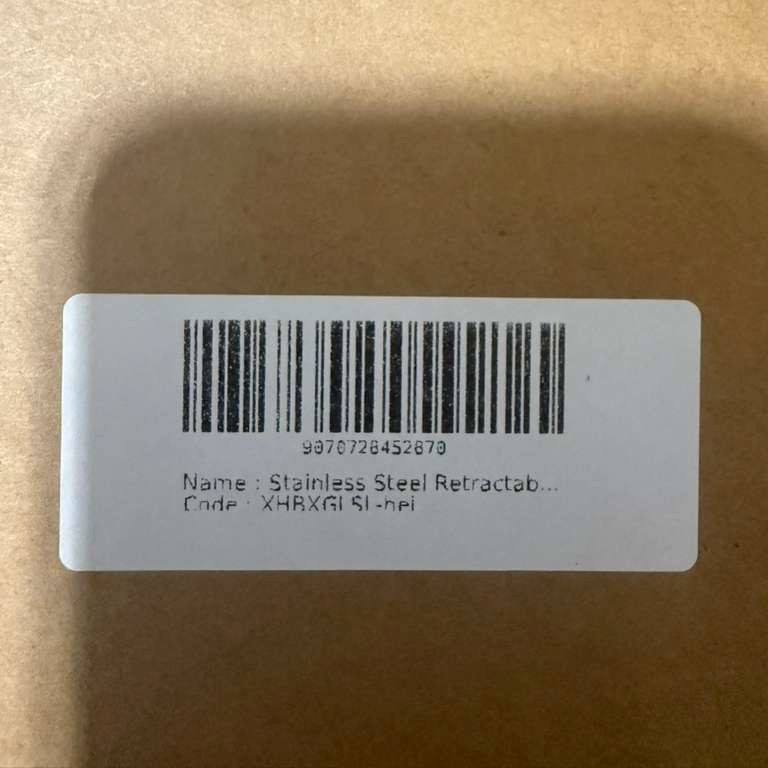 9070728452870
Name : Stainless Steel Retractab...
Code : XHBXGLSL-hei